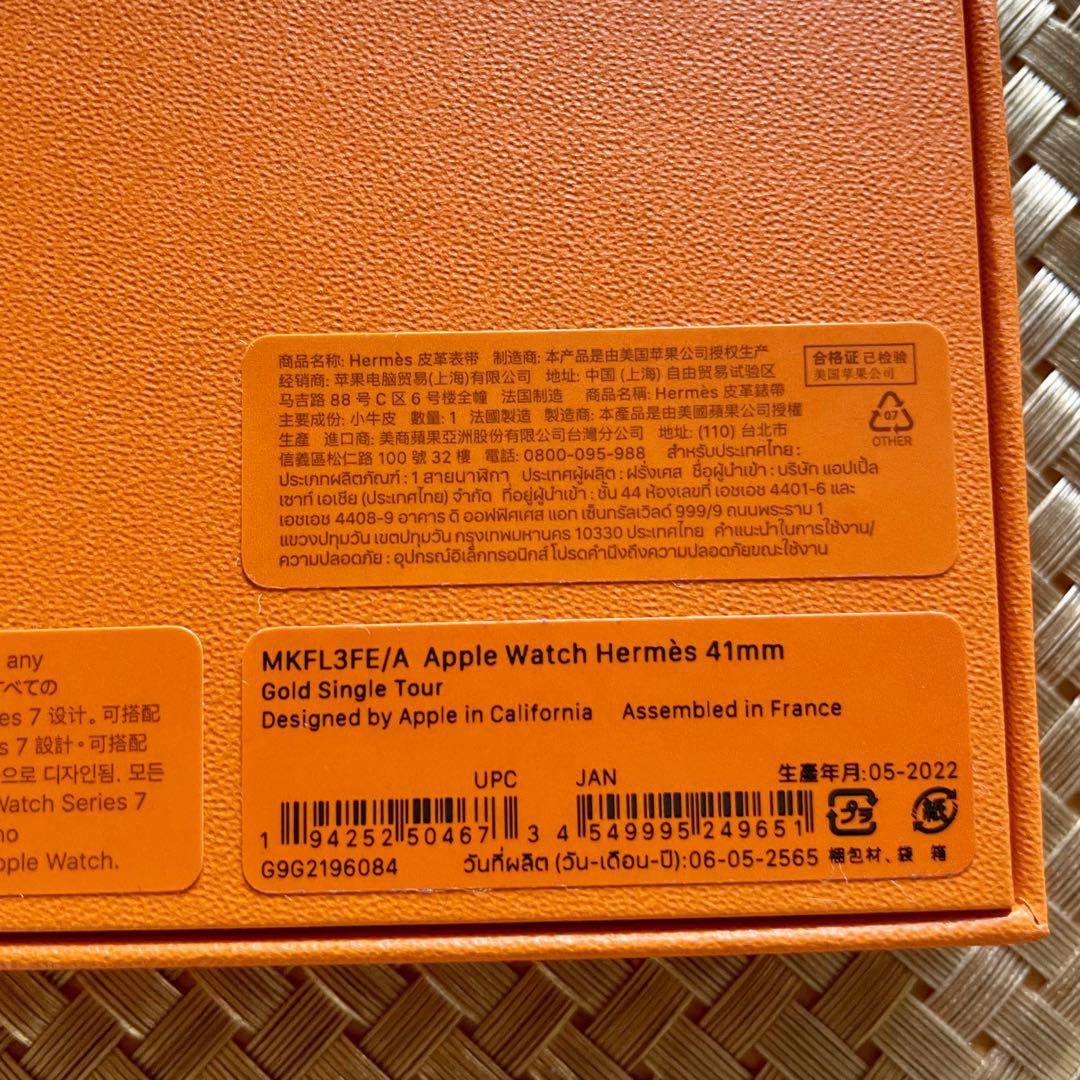 商品名称: Hermès 皮革表带 制造商: 本产品是由美国苹果公司授权生产
经销商: 苹果电脑贸易(上海)有限公司 地址: 中国 (上海) 自由贸易试验区
马吉路 88 号 C 区 6 号楼全幢 法国制造 商品名稱: Hermès 皮革錶帶
主要成份: 小牛皮 數量: 1 法國製造 製造商: 本產品是由美國蘋果公司授權
生產 進口商: 美商蘋果亞洲股份有限公司台灣分公司 地址: (110) 台北市
信義區松仁路 100 號 32 樓 電話: 0800-095-988 สำหรับประเทศไทย :
ประเภทผลิตภัณฑ์ : 1 สายนาฬิกา ประเทศผู้ผลิต : ฝรั่งเศส ชื่อผู้นำเข้า : บริษัท แอปเปิ้ล
เซาท์ เอเชีย (ประเทศไทย) จำกัด ที่อยู่ผู้นำเข้า : ชั้น 44 ห้องเลขที่ เอชเอช 4401-6 และ
เอชเอช 4408-9 อาคาร ดิ ออฟฟิศเศส แอท เซ็นทรัลเวิลด์ 999/9 ถนนพระราม 1
แขวงปทุมวัน เขตปทุมวัน กรุงเทพมหานคร 10330 ประเทศไทย คำแนะนำในการใช้งาน/
ความปลอดภัย : อุปกรณ์อิเล็กทรอนิกส์ โปรดคำนึงถึงความปลอดภัยขณะใช้งาน
合格证 已检验
美国苹果公司
07
OTHER
any
すべての
es 7 设计。可搭配
s 7 設計。可搭配
으로 디자인됨. 모든
Watch Series 7
no
pple Watch.
MKFL3FE/A Apple Watch Hermès 41mm
Gold Single Tour
Designed by Apple in California Assembled in France
UPC JAN 生產年月:05-2022
1 94252 50467 3 4 549995 249651
プラ
紙
G9G2196084 วันที่ผลิต (วัน-เดือน-ปี):06-05-2565 梱包材、袋 箱